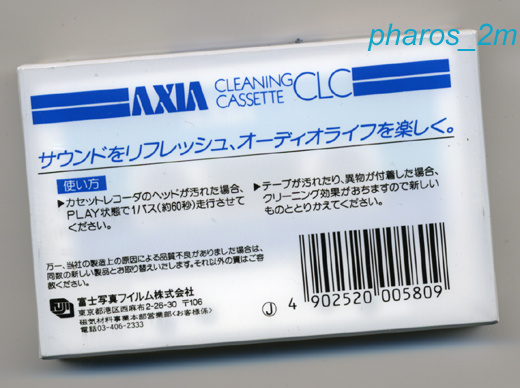 pharos_2m
AXIA CLEANING CASSETTE CLC
サウンドをリフレッシュ、オーディオライフを楽しく。
使い方
▶カセットレコーダのヘッドが汚れた場合、
PLAY状態で1パス(約60秒)走行させて
ください。
▶テープが汚れたり、異物が付着した場合、
クリーニング効果がおちますので新しい
ものととりかえてください。
万一、当社の製造上の原因による品質不良がありました場合は、
同数の新しい製品とお取り替えいたします。それ以外の責はご容
赦ください。
富士写真フイルム株式会社
東京都港区西麻布2-26-30 〒106
磁気材料事業本部営業部〈お客様係〉
電話03-406-2333
J
4 902520 005809